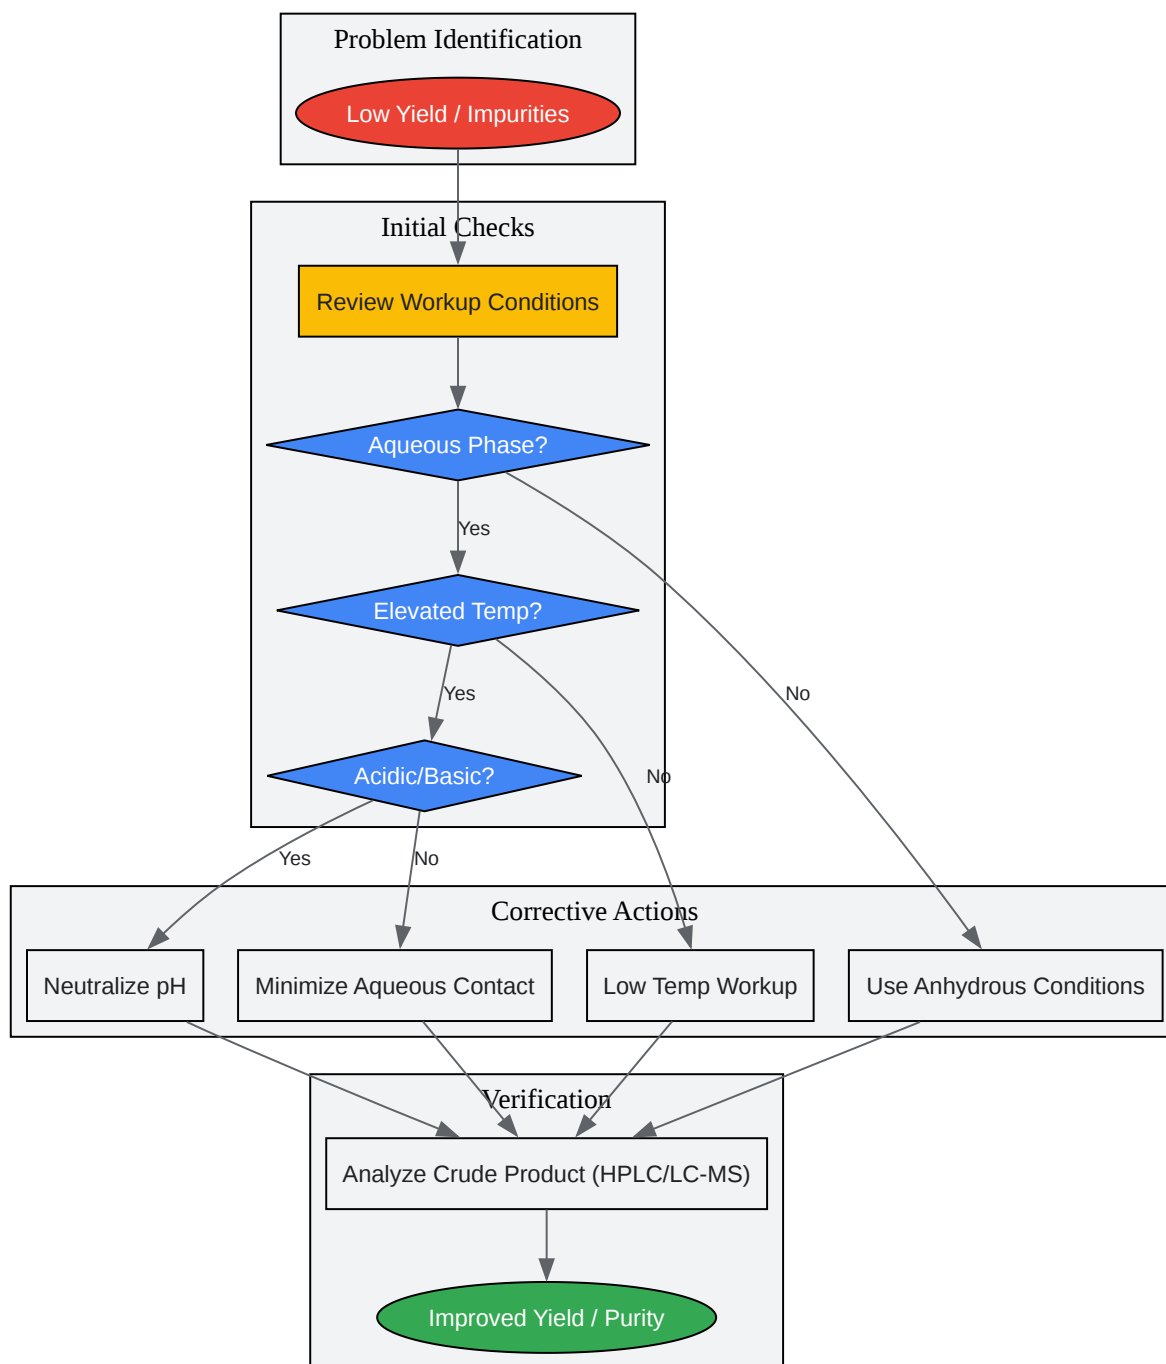 Problem Identification
Low Yield / Impurities
Initial Checks
Review Workup Conditions
Aqueous Phase?
Yes
Elevated Temp?
Yes
No
Acidic/Basic?
No
Yes
No
Corrective Actions
Neutralize pH
Minimize Aqueous Contact
Low Temp Workup
Use Anhydrous Conditions
Verification
Analyze Crude Product (HPLC/LC-MS)
Improved Yield / Purity